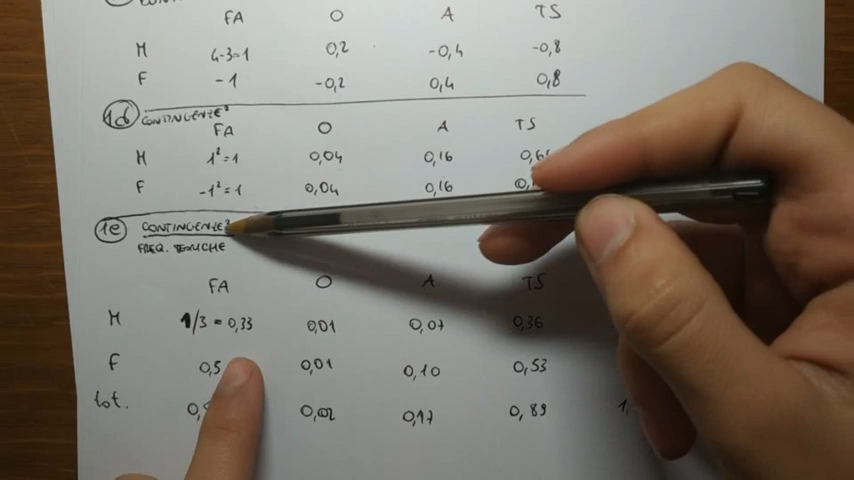 FA O A TS
M 4-3=1 0,2 -0,4 -0,8
F -1 -0,2 0,4 0,8
1d CONTINGENZE²
FA O A TS
M 1²=1 0,04 0,16
F -1²=1 0,04 0,16
1e CONTINGENZE²
FREQ. TEORICHE
FA O A TS
M 1/3=0,33 0,01 0,07 0,36
F 0,5 0,01 0,10 0,53
tot. 0,02 0,17 0,89